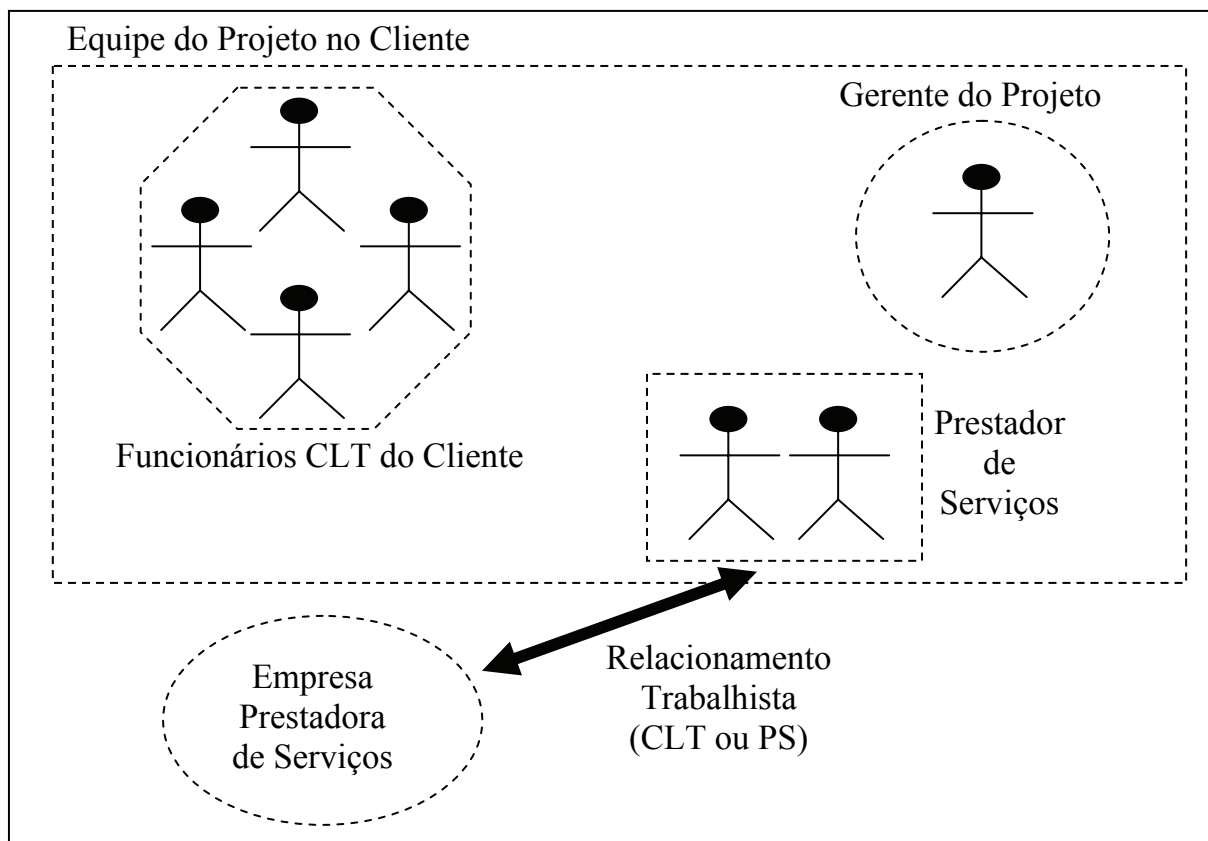 Equipe do Projeto no Cliente
Gerente do Projeto
Funcionários CLT do Cliente
Prestador
de
Serviços
Relacionamento
Trabalhista
(CLT ou PS)
Empresa
Prestadora
de Serviços